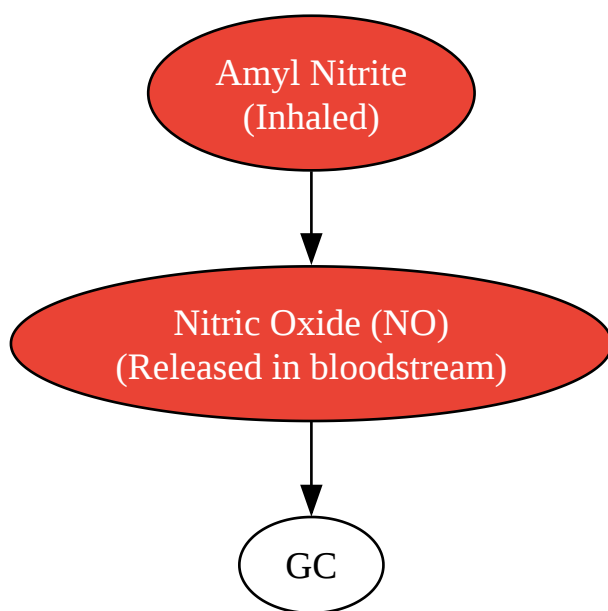 Amyl Nitrite
(Inhaled)
Nitric Oxide (NO)
(Released in bloodstream)
GC